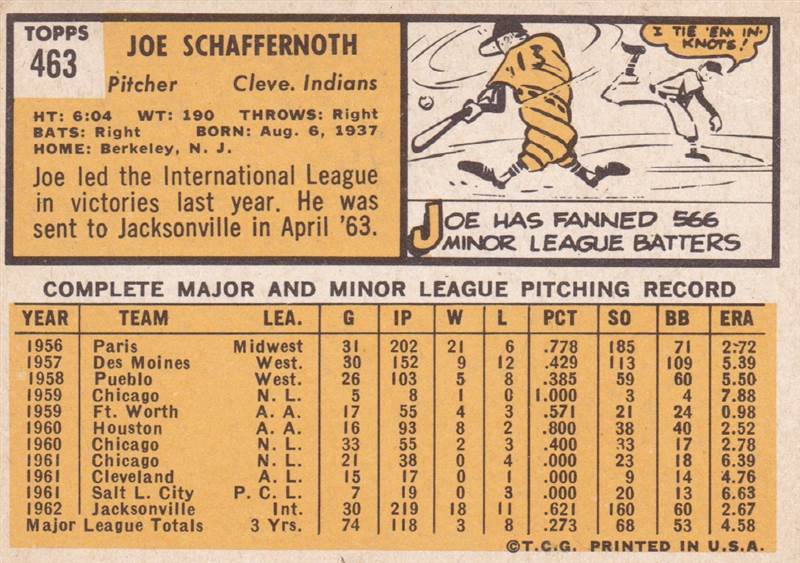 TOPPS
463
JOE SCHAFFERNOTH
Pitcher Cleve. Indians
HT: 6:04 WT: 190 THROWS: Right
BATS: Right BORN: Aug. 6, 1937
HOME: Berkeley, N. J.
Joe led the International League
in victories last year. He was
sent to Jacksonville in April '63.
I TIE 'EM IN-
KNOTS!
13
JOE HAS FANNED 566
MINOR LEAGUE BATTERS
COMPLETE MAJOR AND MINOR LEAGUE PITCHING RECORD
YEAR TEAM LEA. G IP W L PCT SO BB ERA
1956 Paris Midwest 31 202 21 6 .778 185 71 2.72
1957 Des Moines West. 30 152 9 12 .429 113 109 5.39
1958 Pueblo West. 26 103 5 8 .385 59 60 5.50
1959 Chicago N. L. 5 8 1 0 1.000 3 4 7.88
1959 Ft. Worth A. A. 17 55 4 3 .571 21 24 0.98
1960 Houston A. A. 16 93 8 2 .800 38 40 2.52
1960 Chicago N. L. 33 55 2 3 .400 33 17 2.78
1961 Chicago N. L. 21 38 0 4 .000 23 18 6.39
1961 Cleveland A. L. 15 17 0 1 .000 9 14 4.76
1961 Salt L. City P. C. L. 7 19 0 3 .000 20 13 6.63
1962 Jacksonville Int. 30 219 18 11 .621 160 60 2.67
Major League Totals 3 Yrs. 74 118 3 8 .273 68 53 4.58
©T.C.G. PRINTED IN U.S.A.